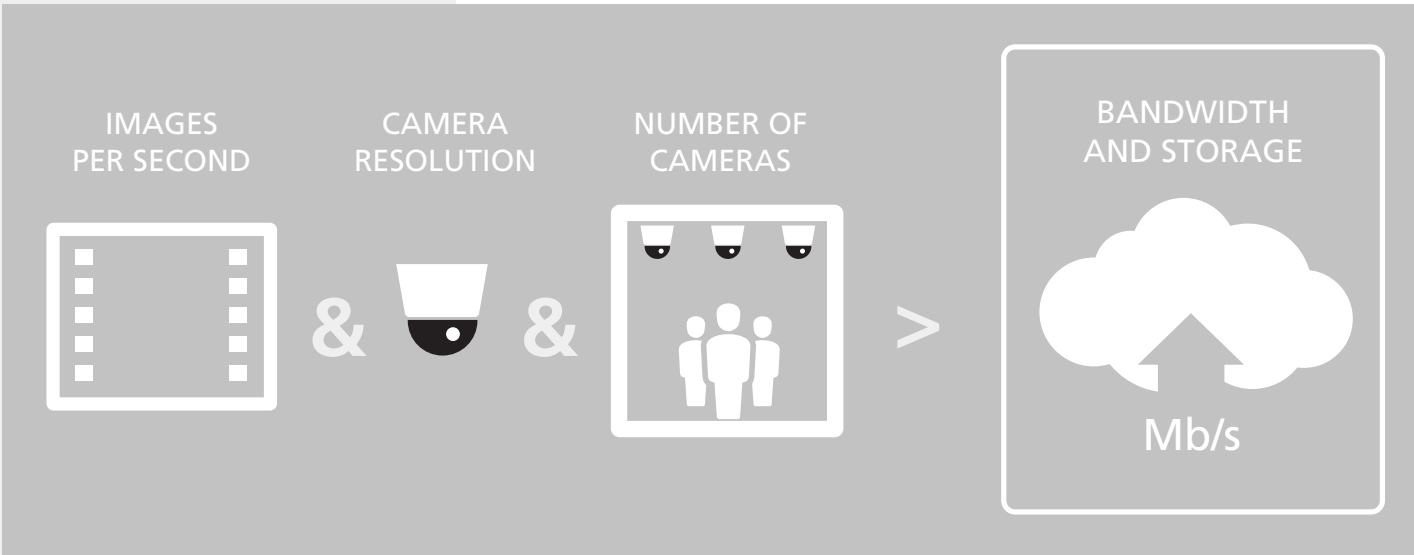 IMAGES
PER SECOND
CAMERA
RESOLUTION
NUMBER OF
CAMERAS
BANDWIDTH
AND STORAGE
&
&
>
Mb/s